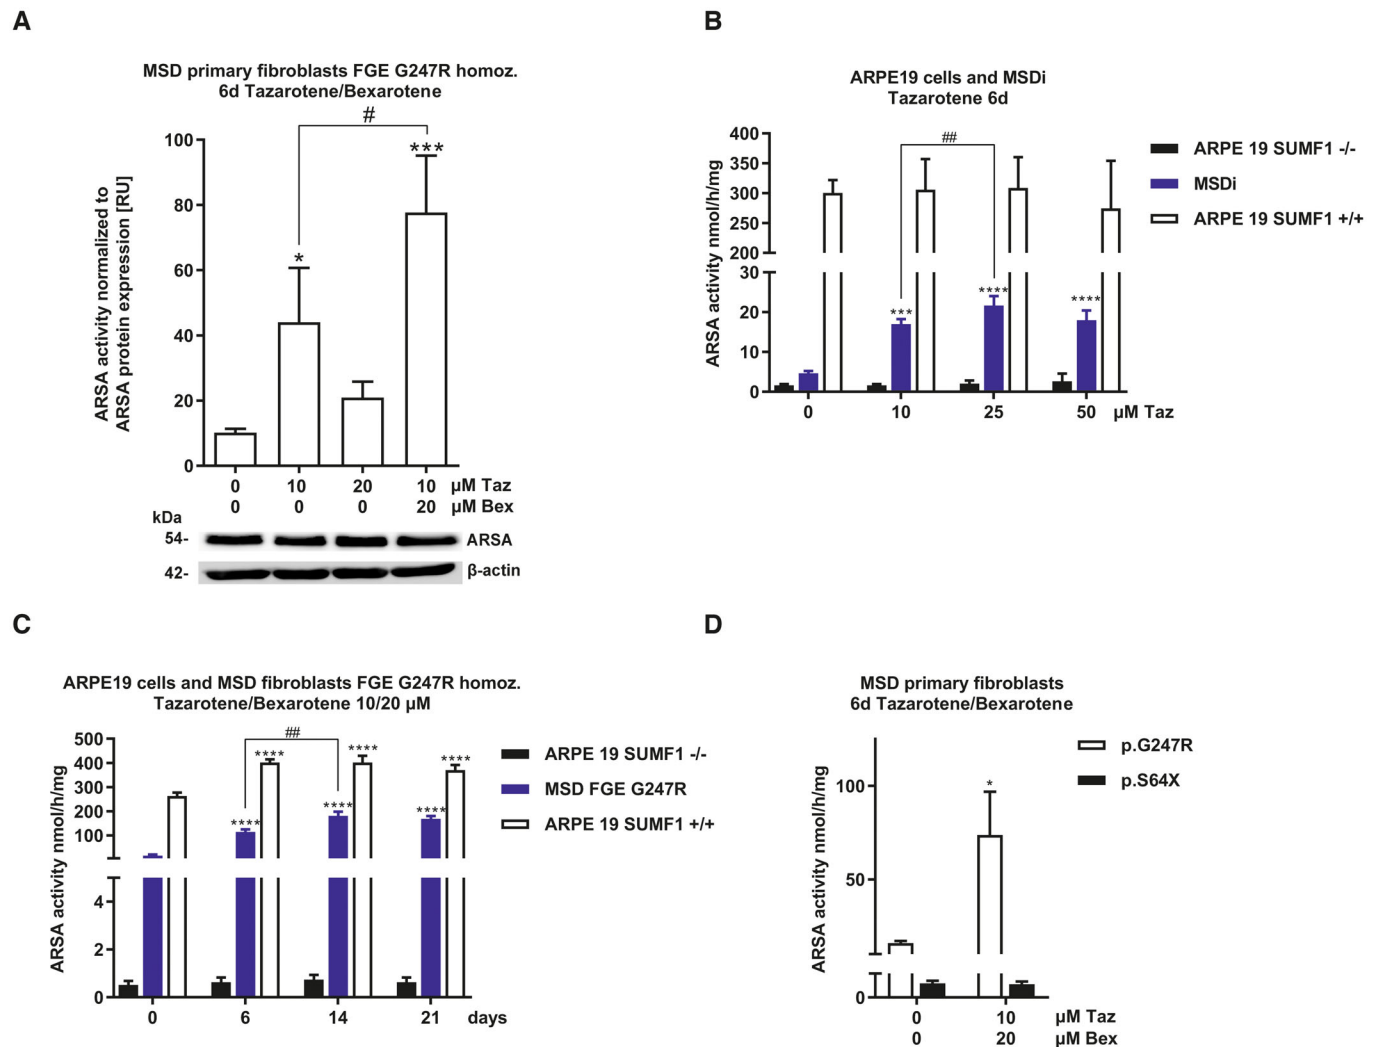 A
MSD primary fibroblasts FGE G247R homoz.
6d Tazarotene/Bexarotene
#
***
*
ARSA activity normalized to
ARSA protein expression [RU]
100
80
60
40
20
0
0 10 20 10 µM Taz
0 0 0 20 µM Bex
kDa
54- ARSA
42- β-actin
B
ARPE19 cells and MSDi
Tazarotene 6d
ARSA activity nmol/h/mg
400
350
300
250
200
30
20
10
0
##
*** **** ****
0 10 25 50 µM Taz
ARPE 19 SUMF1 -/-
MSDi
ARPE 19 SUMF1 +/+
C
ARPE19 cells and MSD fibroblasts FGE G247R homoz.
Tazarotene/Bexarotene 10/20 µM
ARSA activity nmol/h/mg
500
400
300
200
100
4
2
0
##
**** **** ****
**** **** ****
0 6 14 21 days
ARPE 19 SUMF1 -/-
MSD FGE G247R
ARPE 19 SUMF1 +/+
D
MSD primary fibroblasts
6d Tazarotene/Bexarotene
ARSA activity nmol/h/mg
100
50
0
*
0 10 µM Taz
0 20 µM Bex
p.G247R
p.S64X